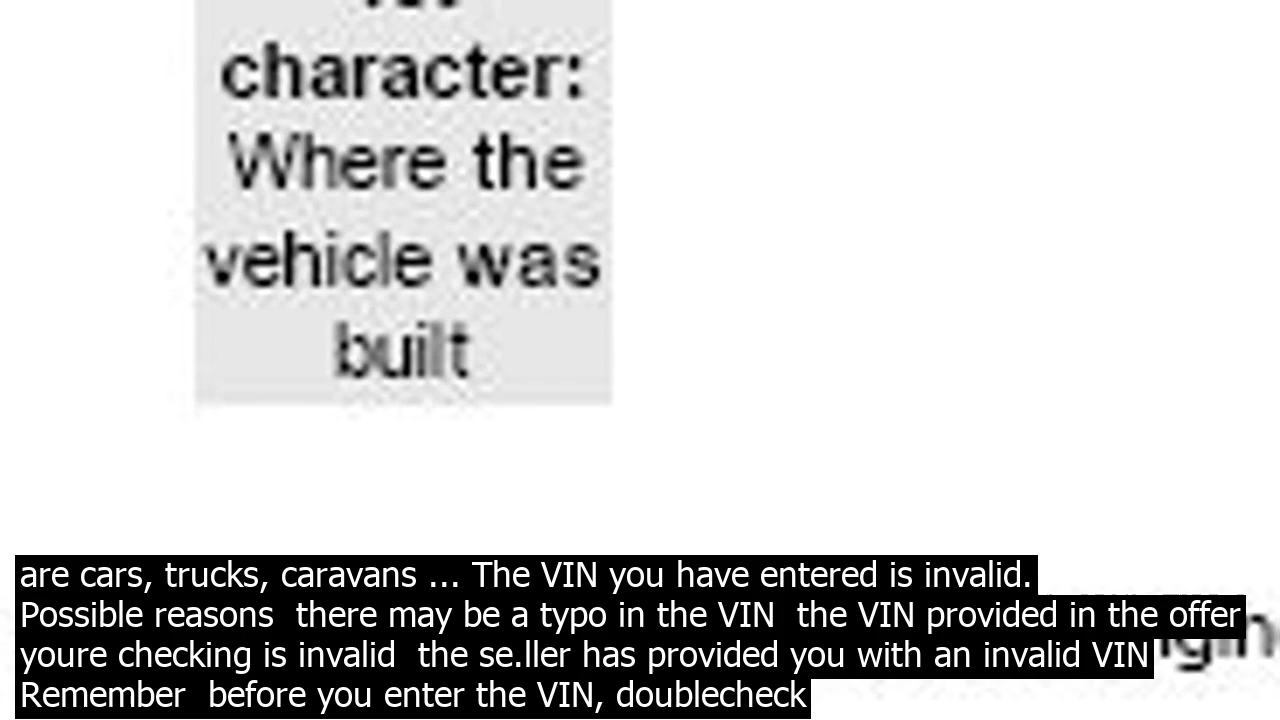 character:
Where the
vehicle was
built
are cars, trucks, caravans ... The VIN you have entered is invalid.
Possible reasons  there may be a typo in the VIN  the VIN provided in the offer
youre checking is invalid  the se.ller has provided you with an invalid VIN
Remember  before you enter the VIN, doublecheck